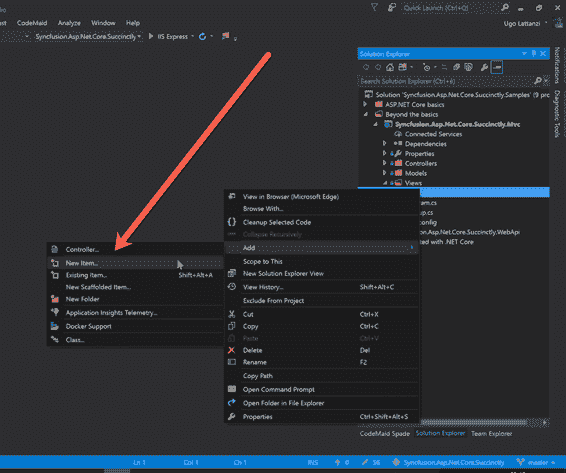 Quick Launch (Ctrl+Q)
est CodeMaid Analyze Window Help
Ugo Lattanzi
Syncfusion.Asp.Net.Core.Succinctly. IIS Express
Solution Explorer
Search Solution Explorer (Ctrl+è)
Solution 'Syncfusion.Asp.Net.Core.Succinctly.Samples' (9 pro
ASP.NET Core basics
Beyond the basics
Syncfusion.Asp.Net.Core.Succinctly.Mvc
Connected Services
Dependencies
Properties
Controllers
Models
Views
am.cs
up.cs
config
on.Asp.Net.Core.Succinctly.WebApi
ted with .NET Core
Notifications
Diagnostic Tools
View in Browser (Microsoft Edge)
Browse With...
Cleanup Selected Code
Collapse Recursively
Add
Scope to This
New Solution Explorer View
View History... Shift+Alt+C
Exclude From Project
Cut Ctrl+X
Copy Ctrl+C
Paste Ctrl+V
Delete Del
Rename F2
Copy Path
Open Command Prompt
Open Folder in File Explorer
Properties Ctrl+Shift+Alt+S
Controller...
New Item...
Existing Item... Shift+Alt+A
New Scaffolded Item...
New Folder
Application Insights Telemetry...
Docker Support
Class...
CodeMaid Spade Solution Explorer Team Explorer
Ln 1 Col 1 Ch 1 INS 0 36 Syncfusion.Asp.Net.Core.Succinctly master